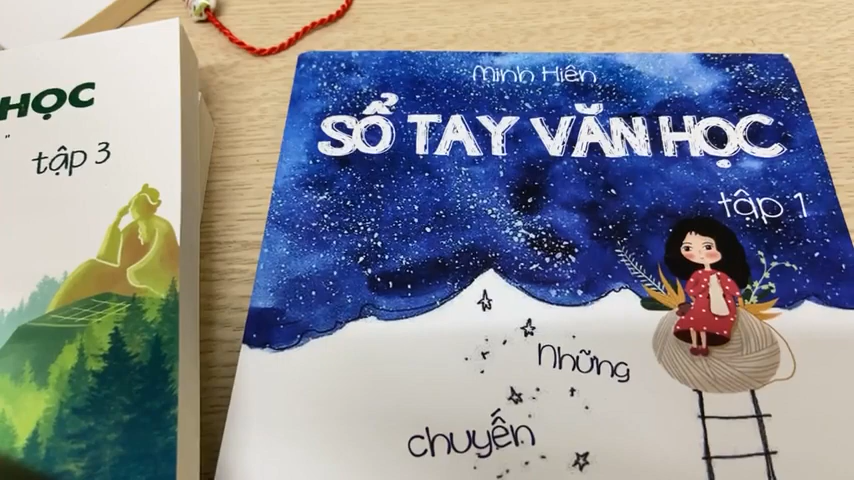 HỌC
"
tập 3
Minh Hiên
SỔ TAY VĂN HỌC
tập 1
Những
chuyến